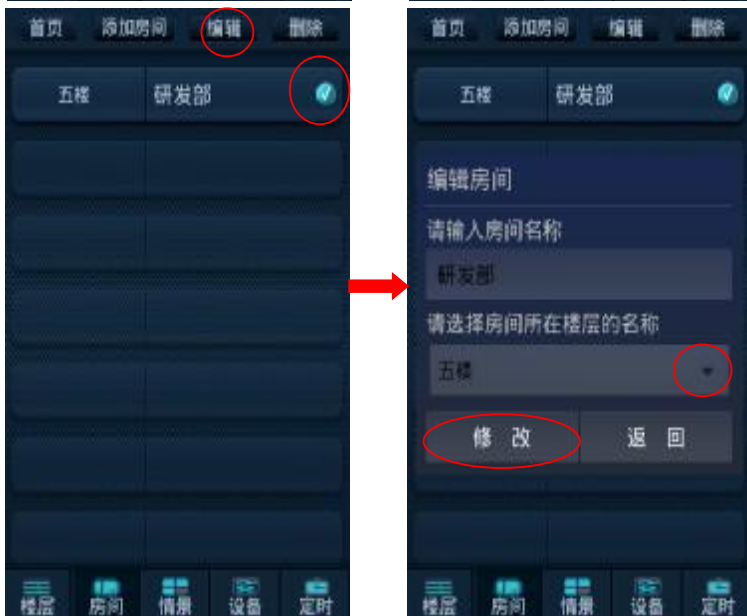 首页 添加房间 编辑 删除
五楼 研发部
楼层 房间 情景 设备 定时
首页 添加房间 编辑 删除
五楼 研发部
编辑房间
请输入房间名称
研发部
请选择房间所在楼层的名称
五楼
修 改 返 回
楼层 房间 情景 设备 定时